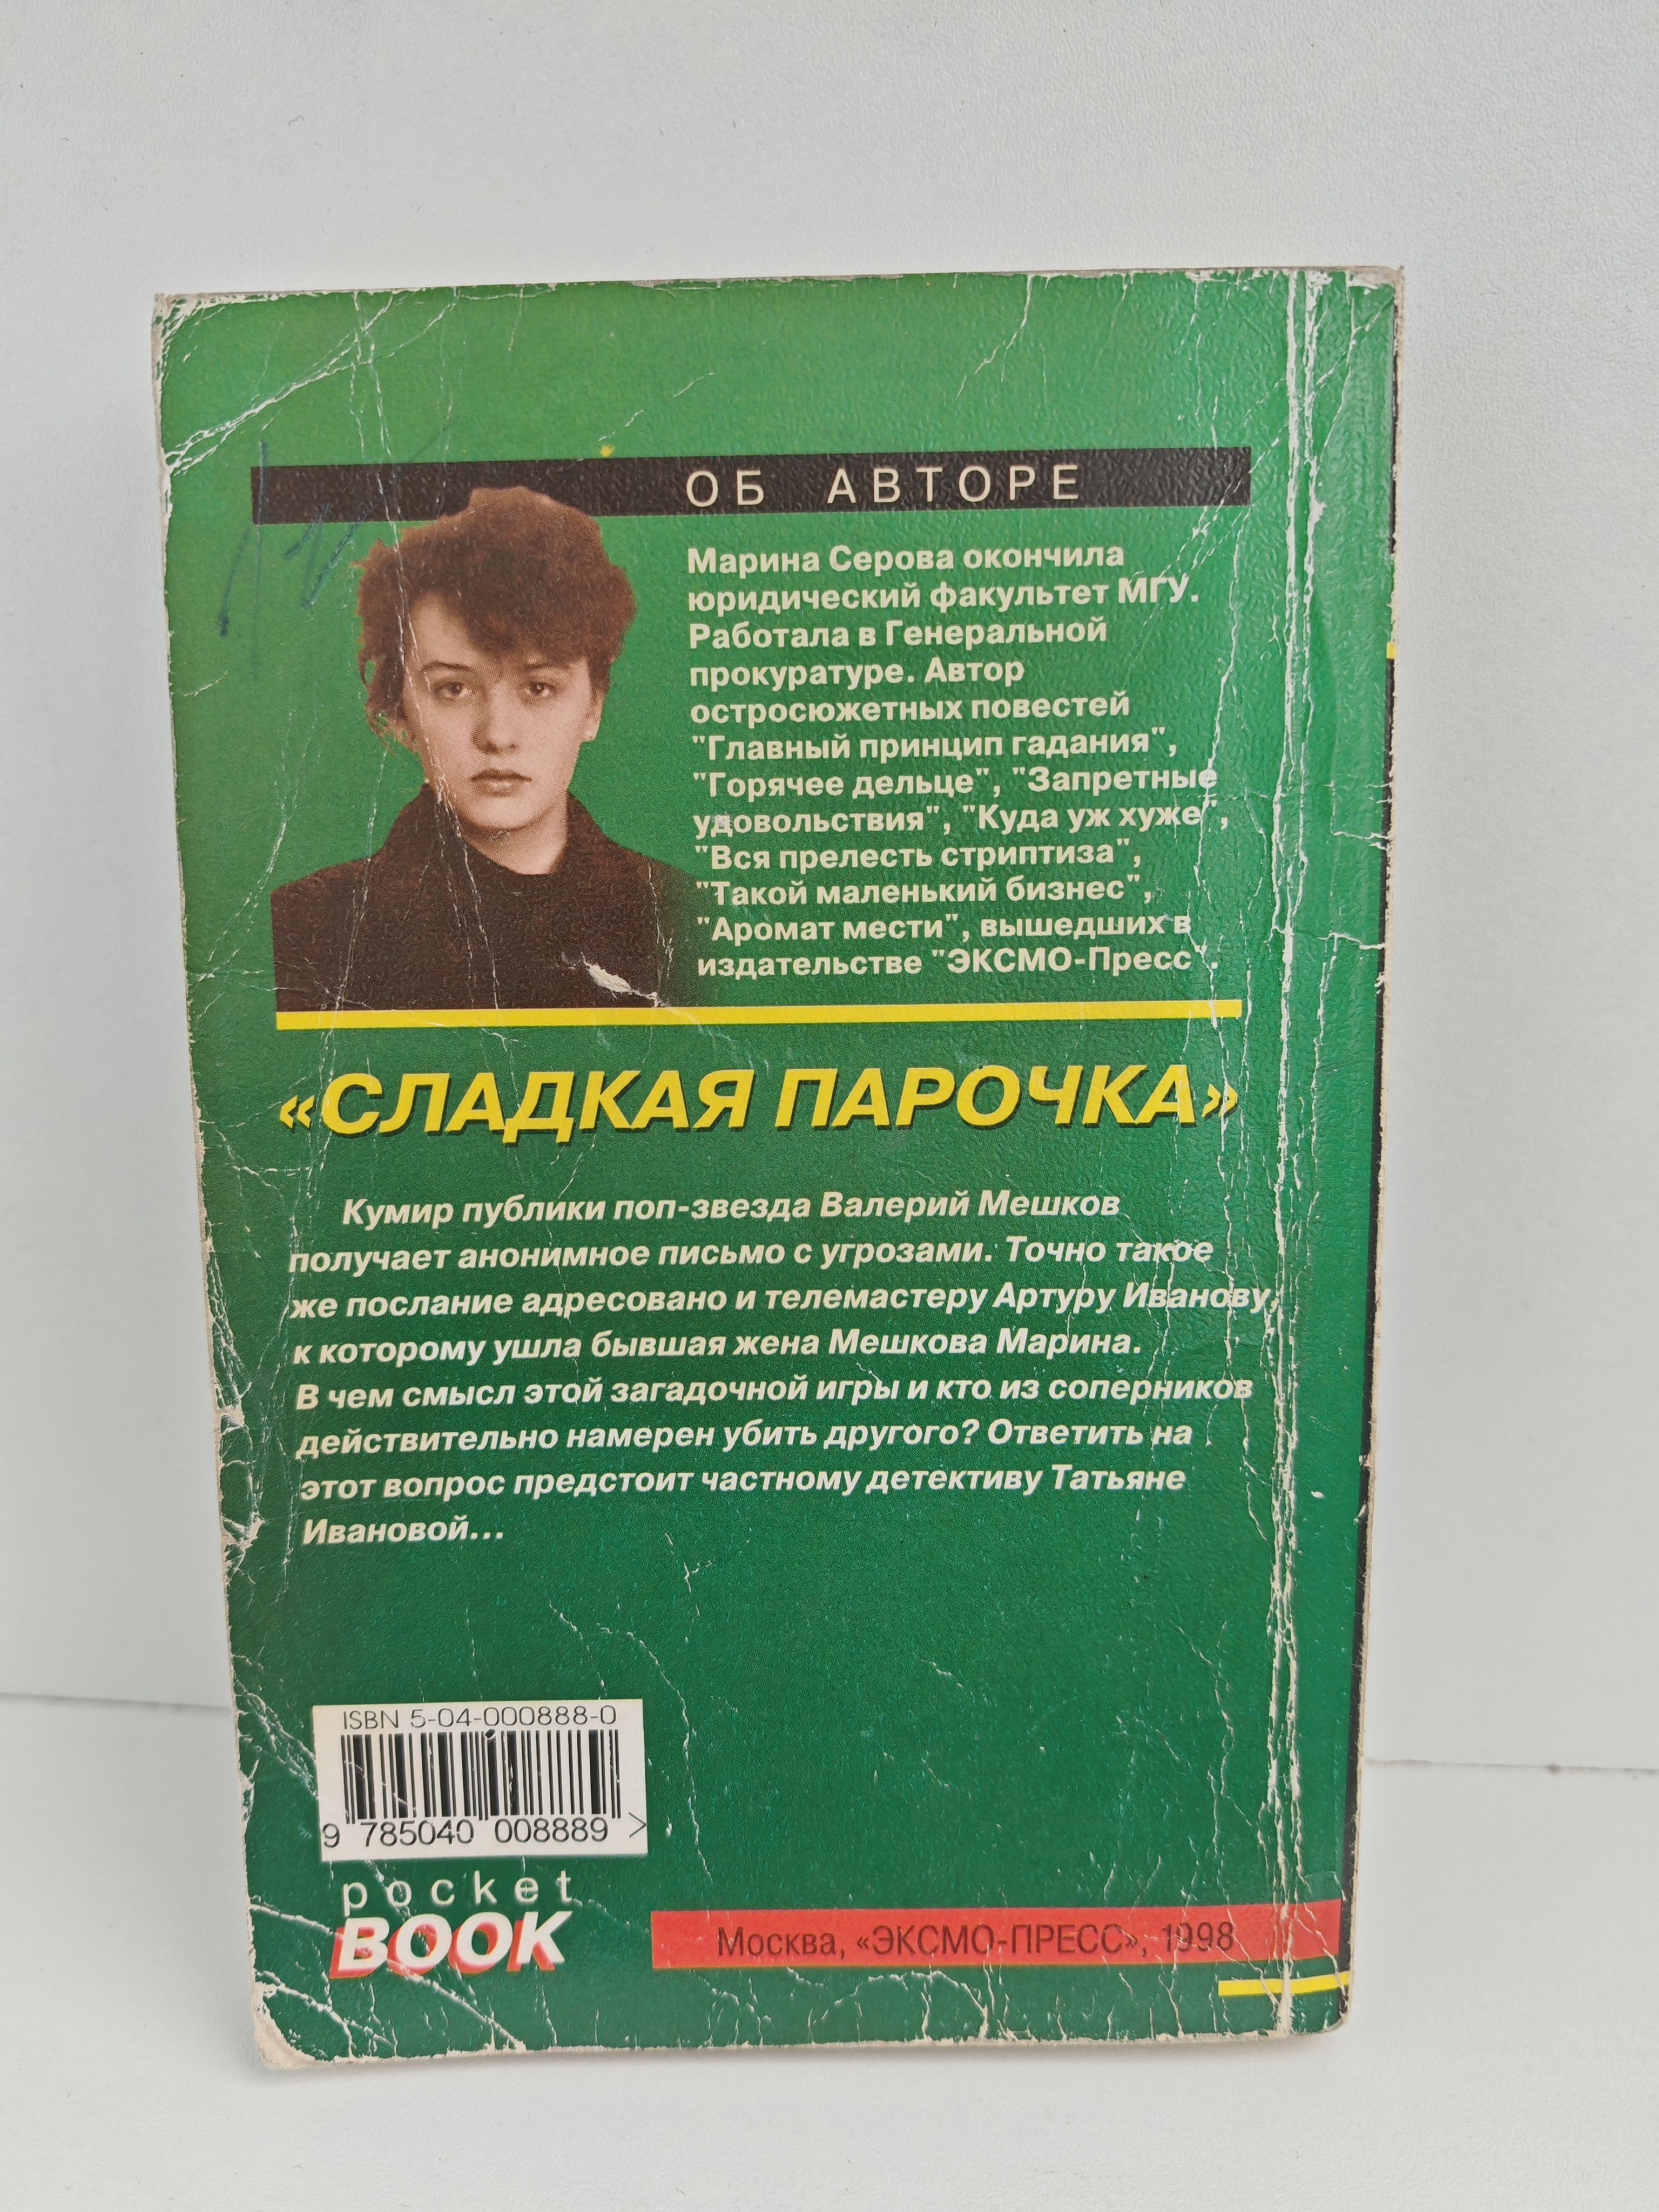 ОБ АВТОРЕ
Марина Серова окончила
юридический факультет МГУ.
Работала в Генеральной
прокуратуре. Автор
остросюжетных повестей
"Главный принцип гадания",
"Горячее дельце", "Запретные
удовольствия", "Куда уж хуже",
"Вся прелесть стриптиза",
"Такой маленький бизнес",
"Аромат мести", вышедших в
издательстве "ЭКСМО-Пресс".
«СЛАДКАЯ ПАРОЧКА»
Кумир публики поп-звезда Валерий Мешков
получает анонимное письмо с угрозами. Точно такое
же послание адресовано и телемастеру Артуру Иванову,
к которому ушла бывшая жена Мешкова Марина.
В чем смысл этой загадочной игры и кто из соперников
действительно намерен убить другого? Ответить на
этот вопрос предстоит частному детективу Татьяне
Ивановой...
ISBN 5-04-000888-0
9 785040 008889 >
pocket
BOOK
Москва, «ЭКСМО-ПРЕСС», 1998